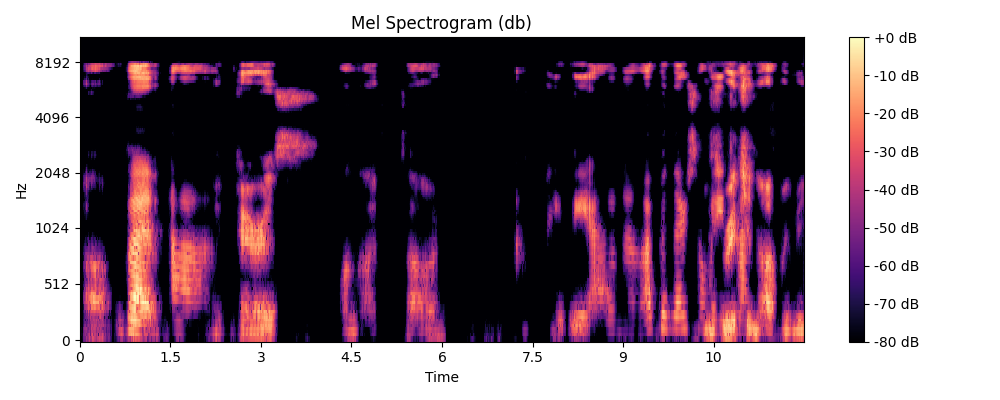 Mel Spectrogram (db)
8192
4096
2048
1024
512
0
Hz
0 1.5 3 4.5 6 7.5 9 10
Time
+0 dB
-10 dB
-20 dB
-30 dB
-40 dB
-50 dB
-60 dB
-70 dB
-80 dB